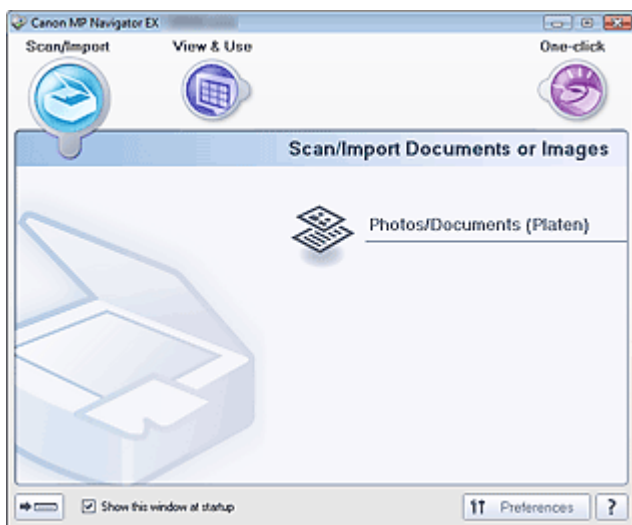 Canon MP Navigator EX
Scan/Import
View & Use
One-click
Scan/Import Documents or Images
Photos/Documents (Platen)
Show this window at startup
Preferences
?